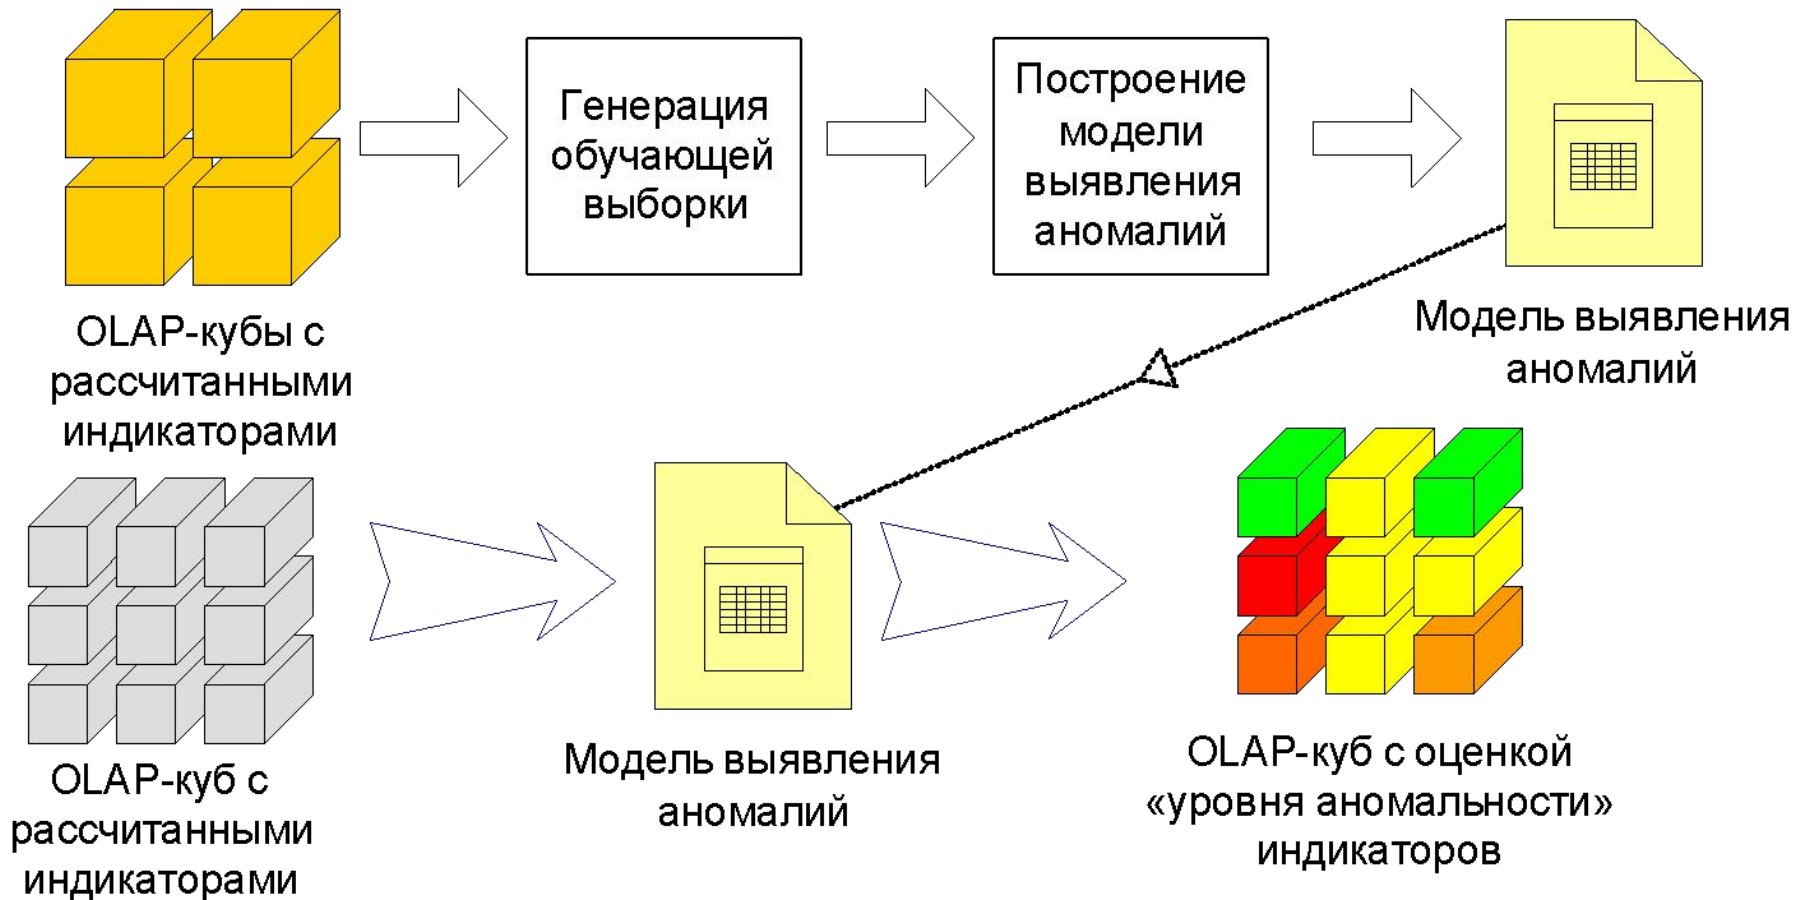 Генерация
обучающей
выборки
Построение
модели
выявления
аномалий
OLAP-кубы с
рассчитанными
индикаторами
Модель выявления
аномалий
OLAP-куб с
рассчитанными
индикаторами
Модель выявления
аномалий
OLAP-куб с оценкой
«уровня аномальности»
индикаторов